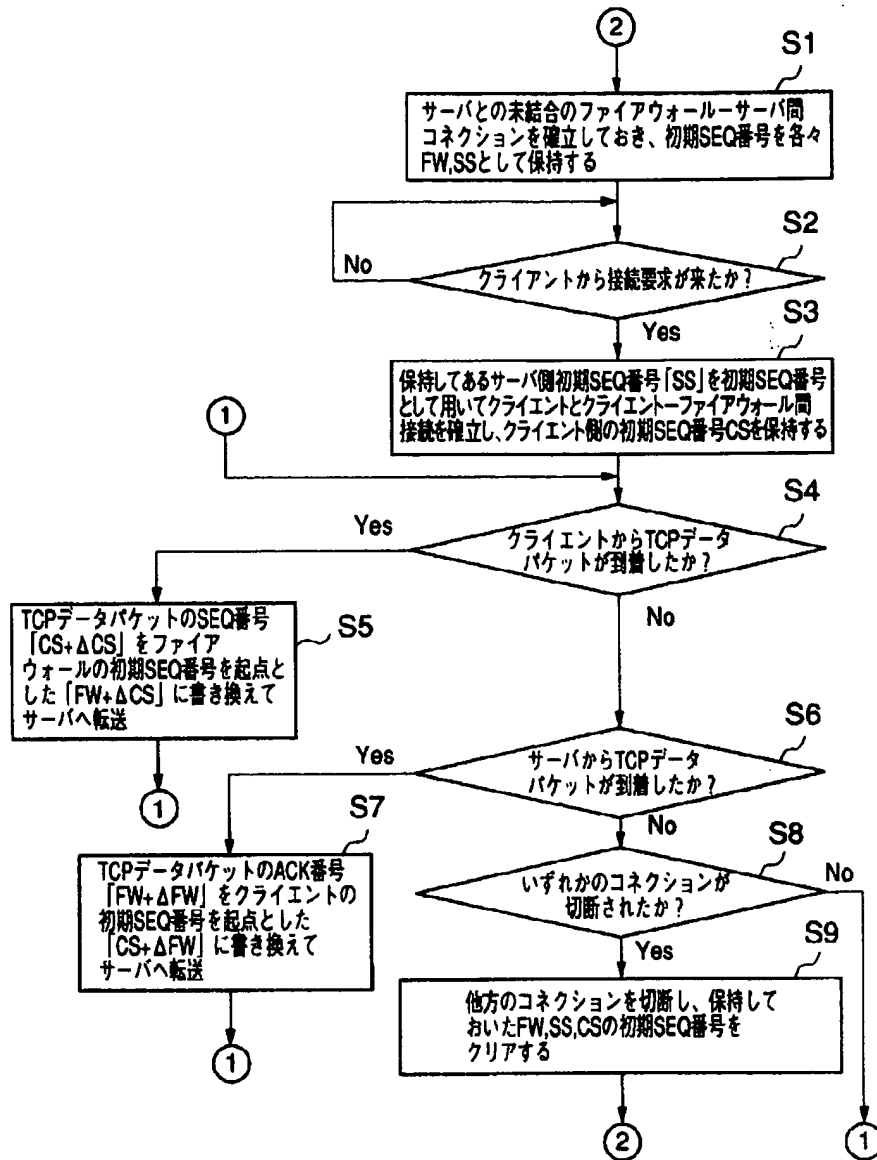 2
S1
サーバとの未結合のファイアウォールーサーバ間
コネクションを確立しておき、初期SEQ番号を各々
FW,SSとして保持する
S2
No
クライアントから接続要求が来たか?
Yes
S3
保持してあるサーバ側初期SEQ番号「SS」を初期SEQ番号
として用いてクライエントとクライエントーファイアウォール間
接続を確立し、クライエント側の初期SEQ番号CSを保持する
1
S4
Yes
クライエントからTCPデータ
パケットが到着したか?
No
TCPデータパケットのSEQ番号
「CS+ΔCS」をファイア
ウォールの初期SEQ番号を起点と
した「FW+ΔCS」に書き換えて
サーバへ転送
S5
1
S6
Yes
サーバからTCPデータ
パケットが到着したか?
No
S7
TCPデータパケットのACK番号
「FW+ΔFW」をクライエントの
初期SEQ番号を起点とした
「CS+ΔFW」に書き換えて
サーバへ転送
1
S8
いずれかのコネクションが
切断されたか?
No
Yes
S9
他方のコネクションを切断し、保持して
おいたFW,SS,CSの初期SEQ番号を
クリアする
2
1